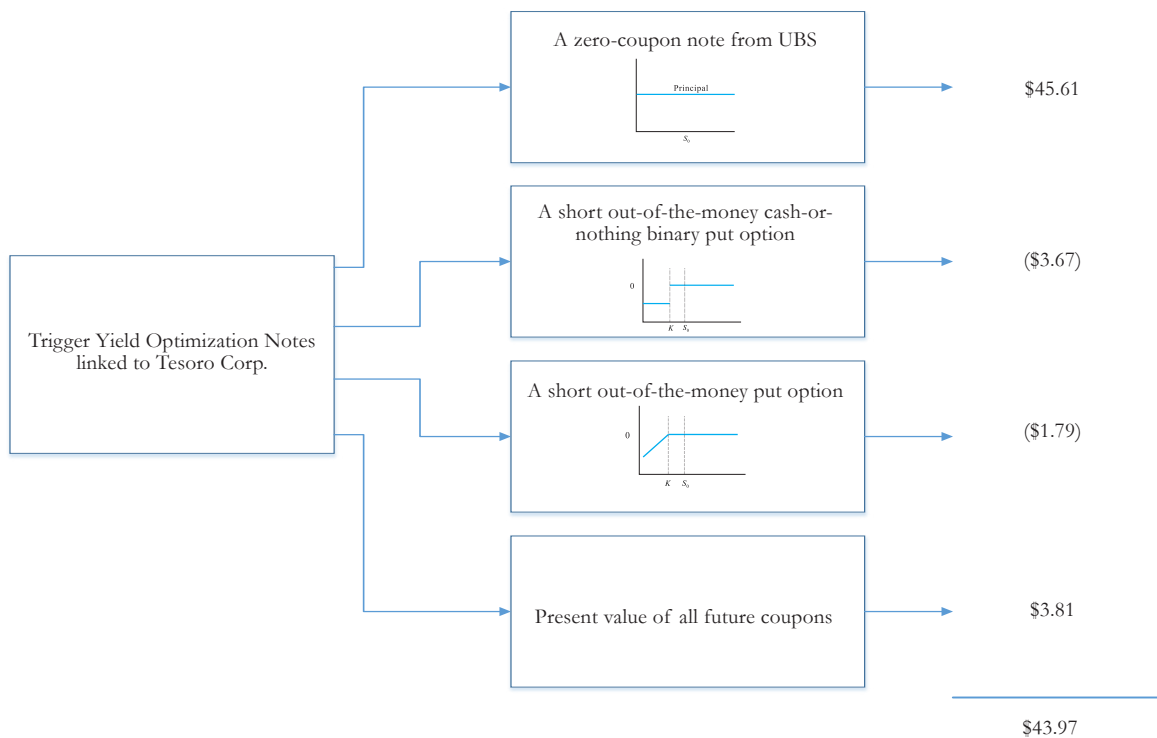 A zero-coupon note from UBS
Principal
S₀
$45.61
A short out-of-the-money cash-or-
nothing binary put option
0
K
S₀
($3.67)
Trigger Yield Optimization Notes
linked to Tesoro Corp.
A short out-of-the-money put option
0
K
S₀
($1.79)
Present value of all future coupons
$3.81
$43.97